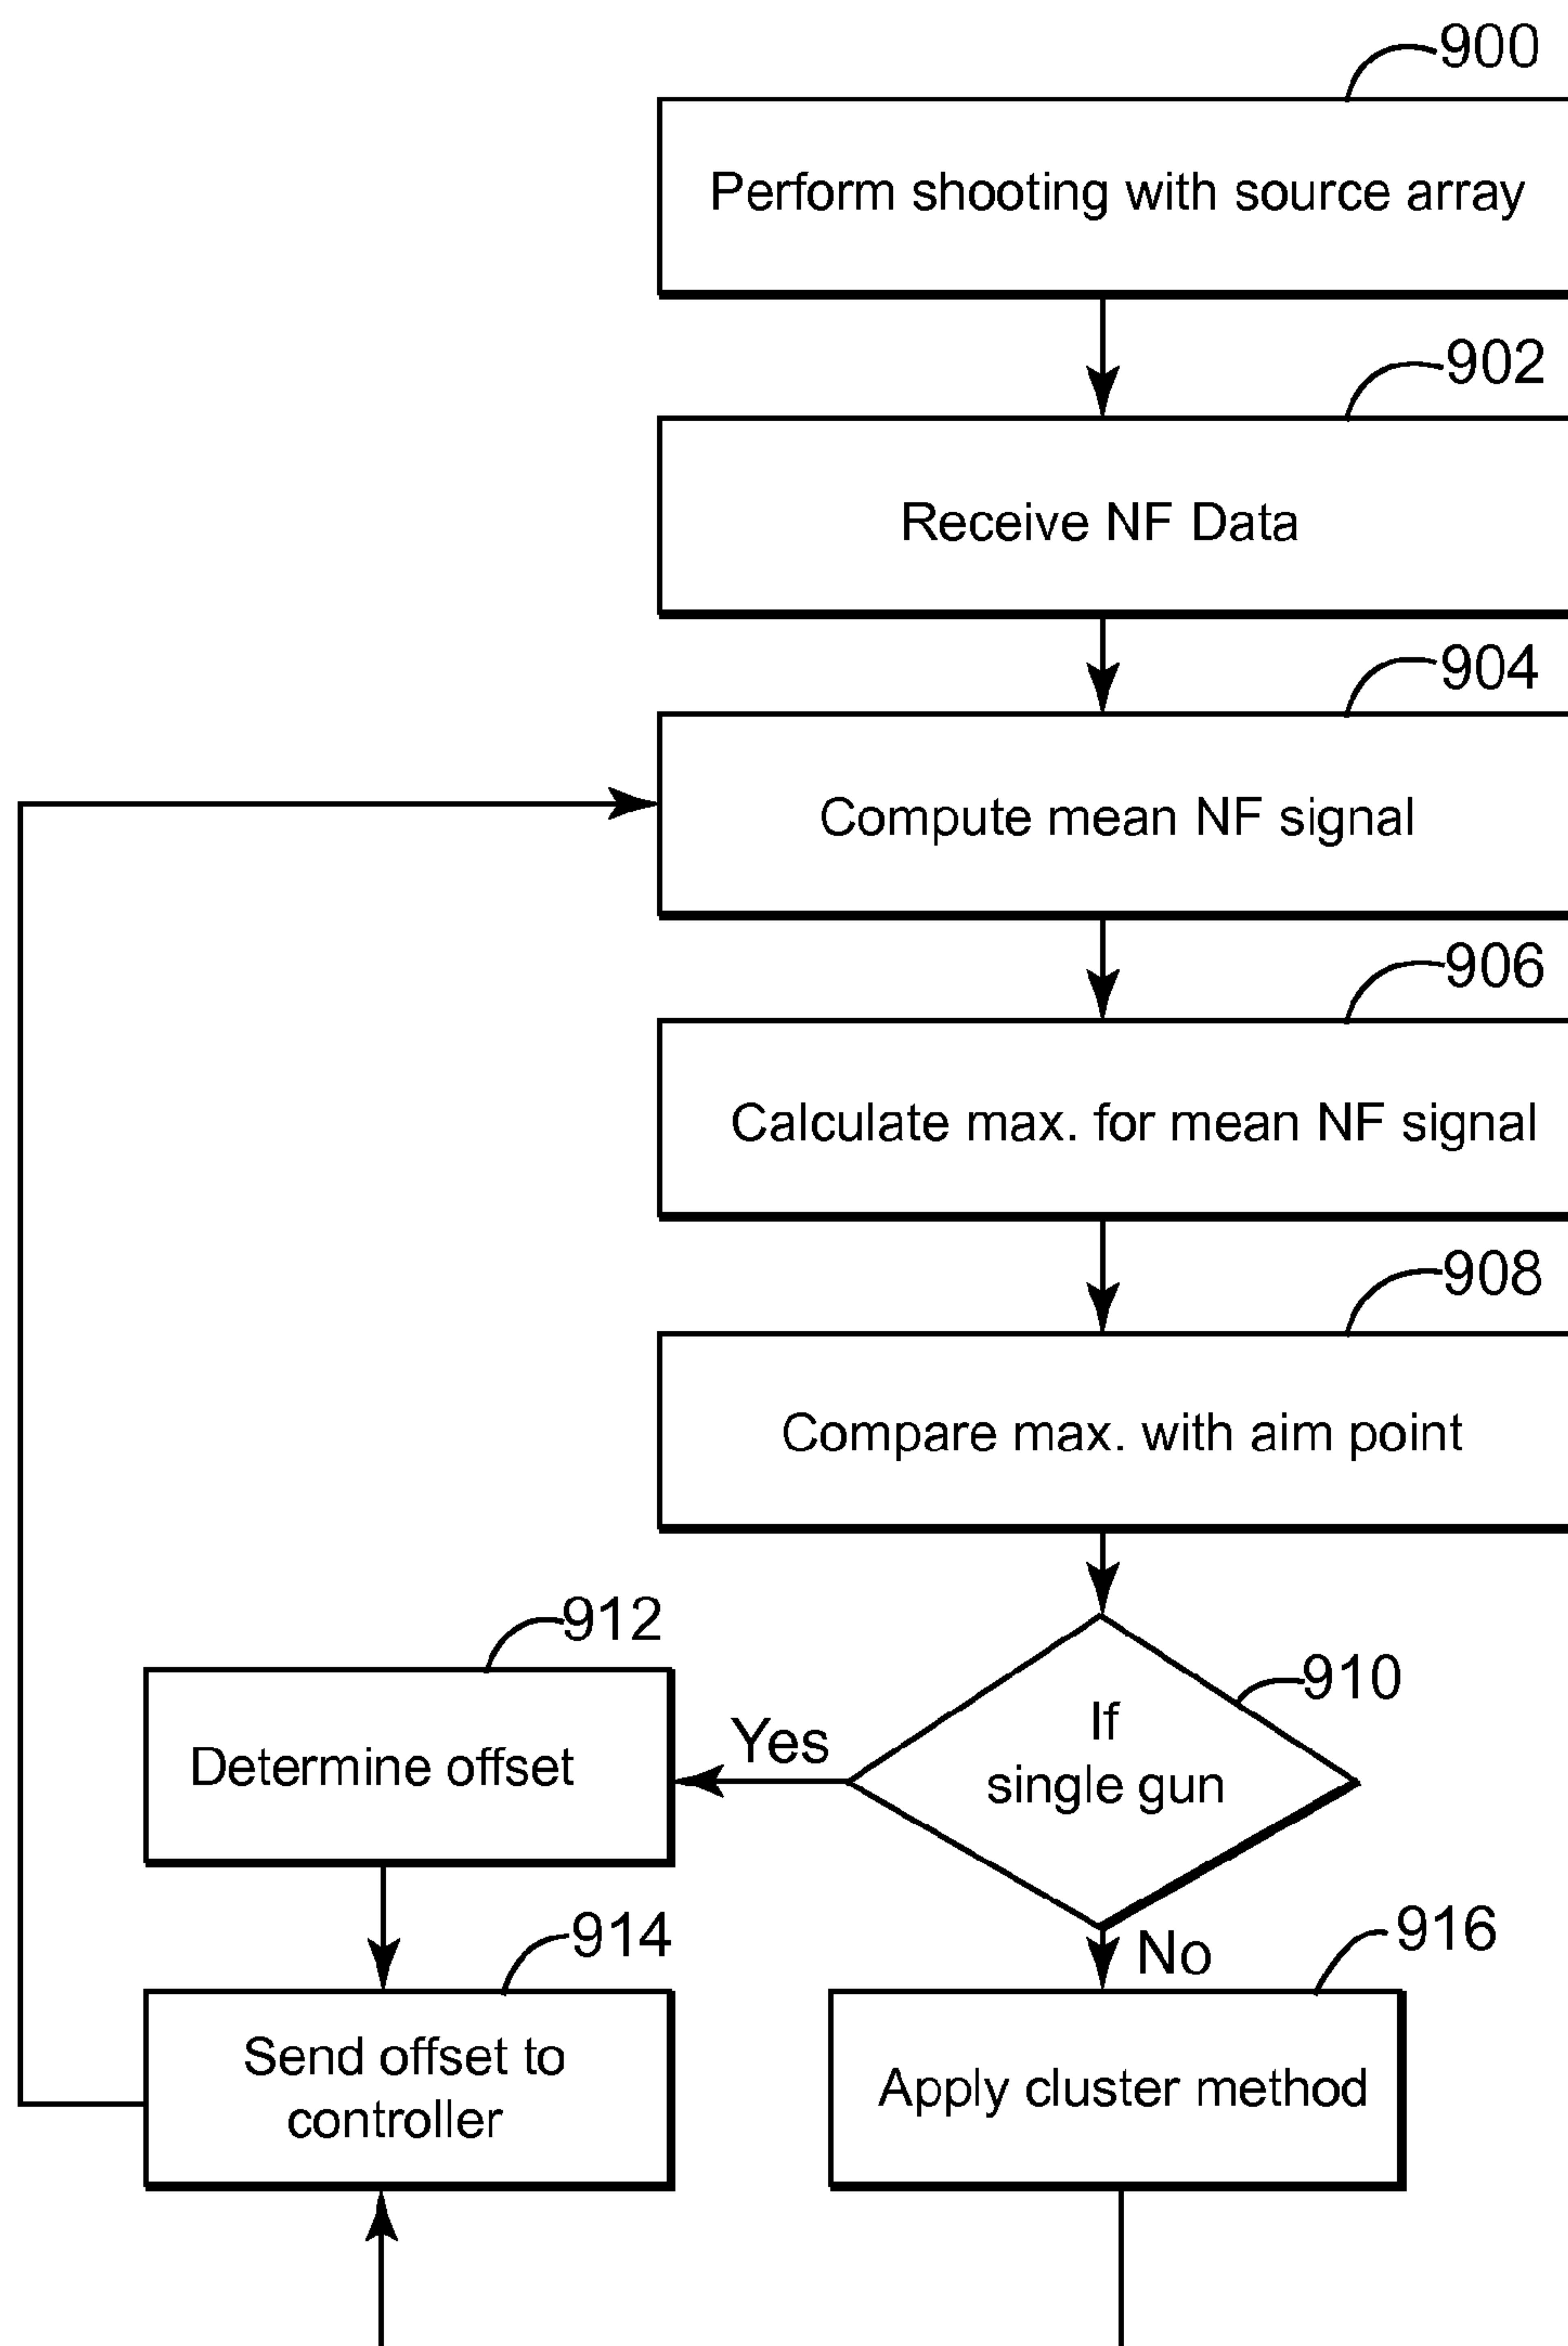 900
Perform shooting with source array
902
Receive NF Data
904
Compute mean NF signal
906
Calculate max. for mean NF signal
908
Compare max. with aim point
910
If
single gun
Yes
912
Determine offset
914
Send offset to
controller
No
916
Apply cluster method